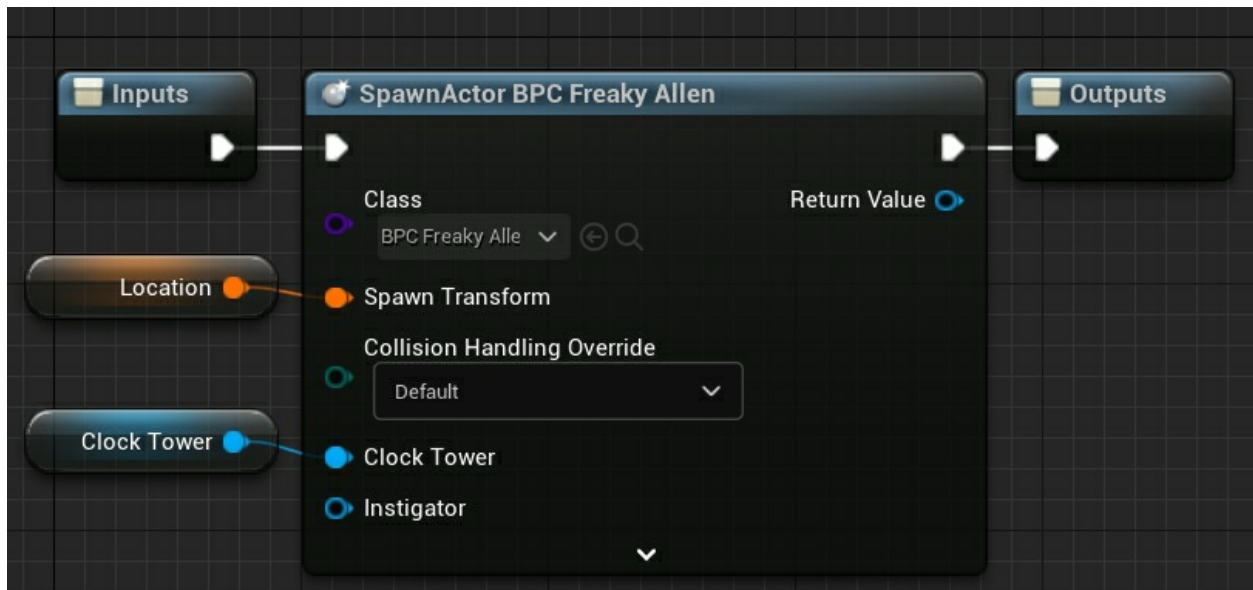 Inputs
SpawnActor BPC Freaky Allen
Outputs
Class
BPC Freaky Alle
Return Value
Location
Spawn Transform
Collision Handling Override
Default
Clock Tower
Clock Tower
Instigator